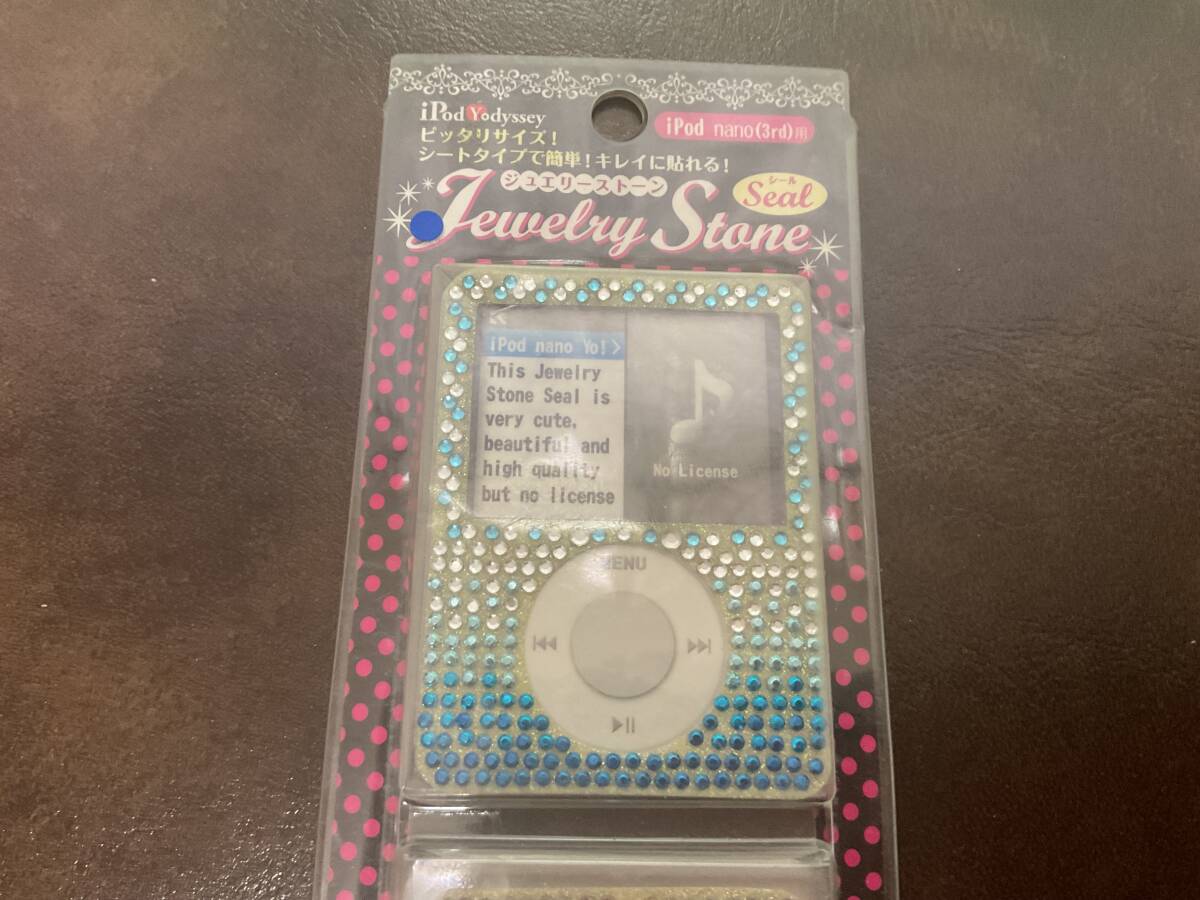 iPod Yodyssey
iPod nano(3rd)用
ピッタリサイズ!
シートタイプで簡単!キレイに貼れる!
ジュエリーストーン
シール
Jewelry Stone
Seal
iPod nano Yo! >
This Jewelry
Stone Seal is
very cute,
beautiful and
high quality
but no license
No License
MENU